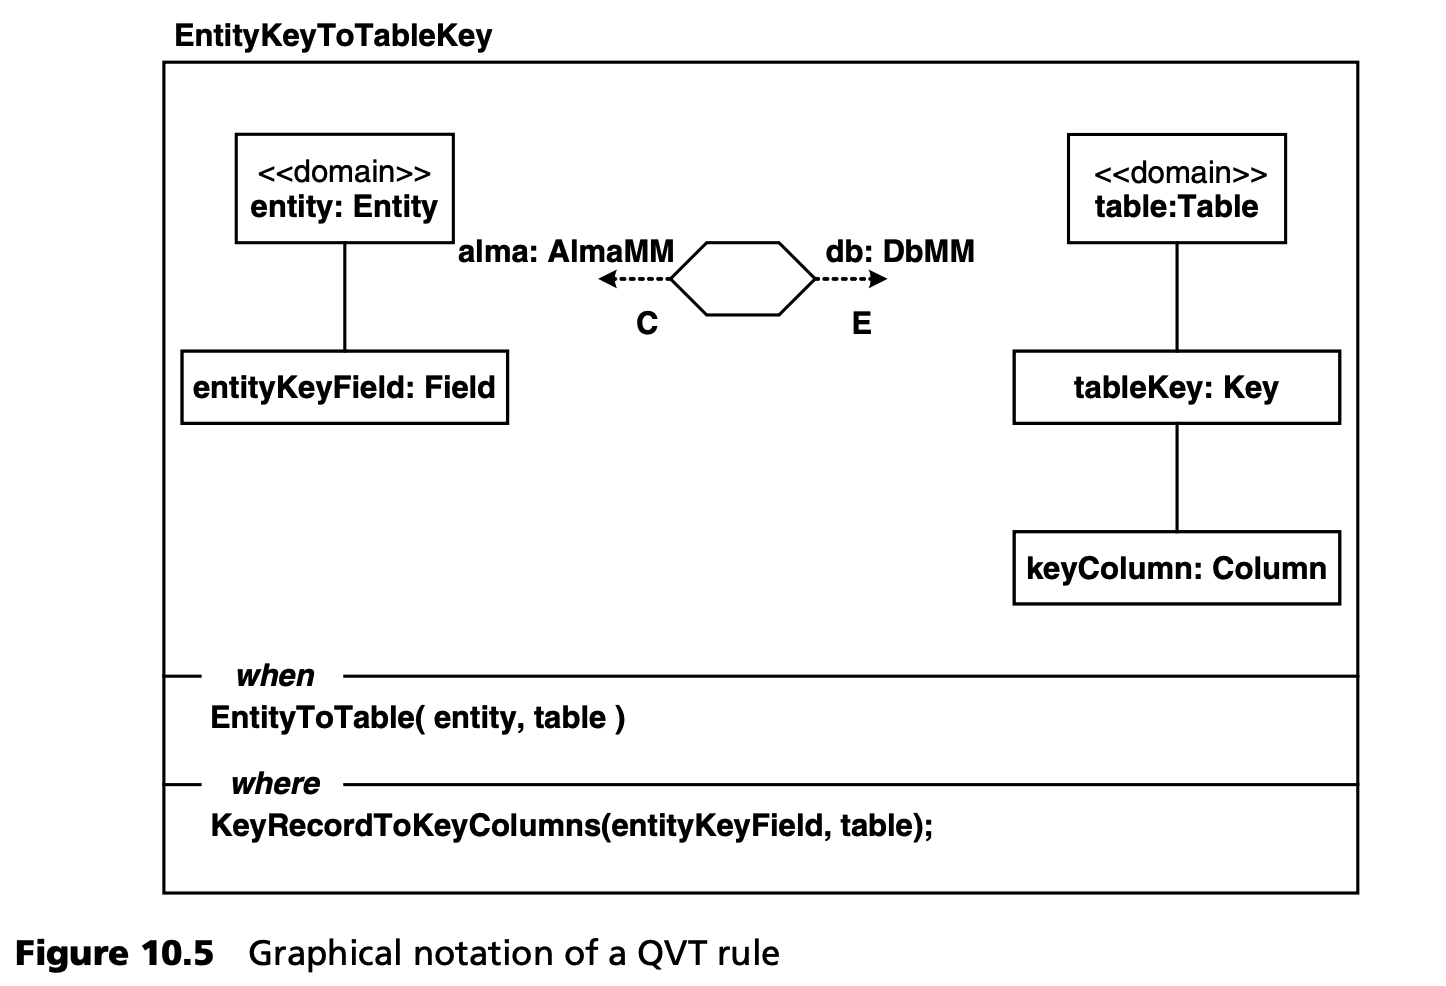 EntityKeyToTableKey
<<domain>>
entity: Entity
<<domain>>
table:Table
alma: AlmaMM
db: DbMM
C
E
entityKeyField: Field
tableKey: Key
keyColumn: Column
when
EntityToTable( entity, table )
where
KeyRecordToKeyColumns(entityKeyField, table);
Figure 10.5 Graphical notation of a QVT rule